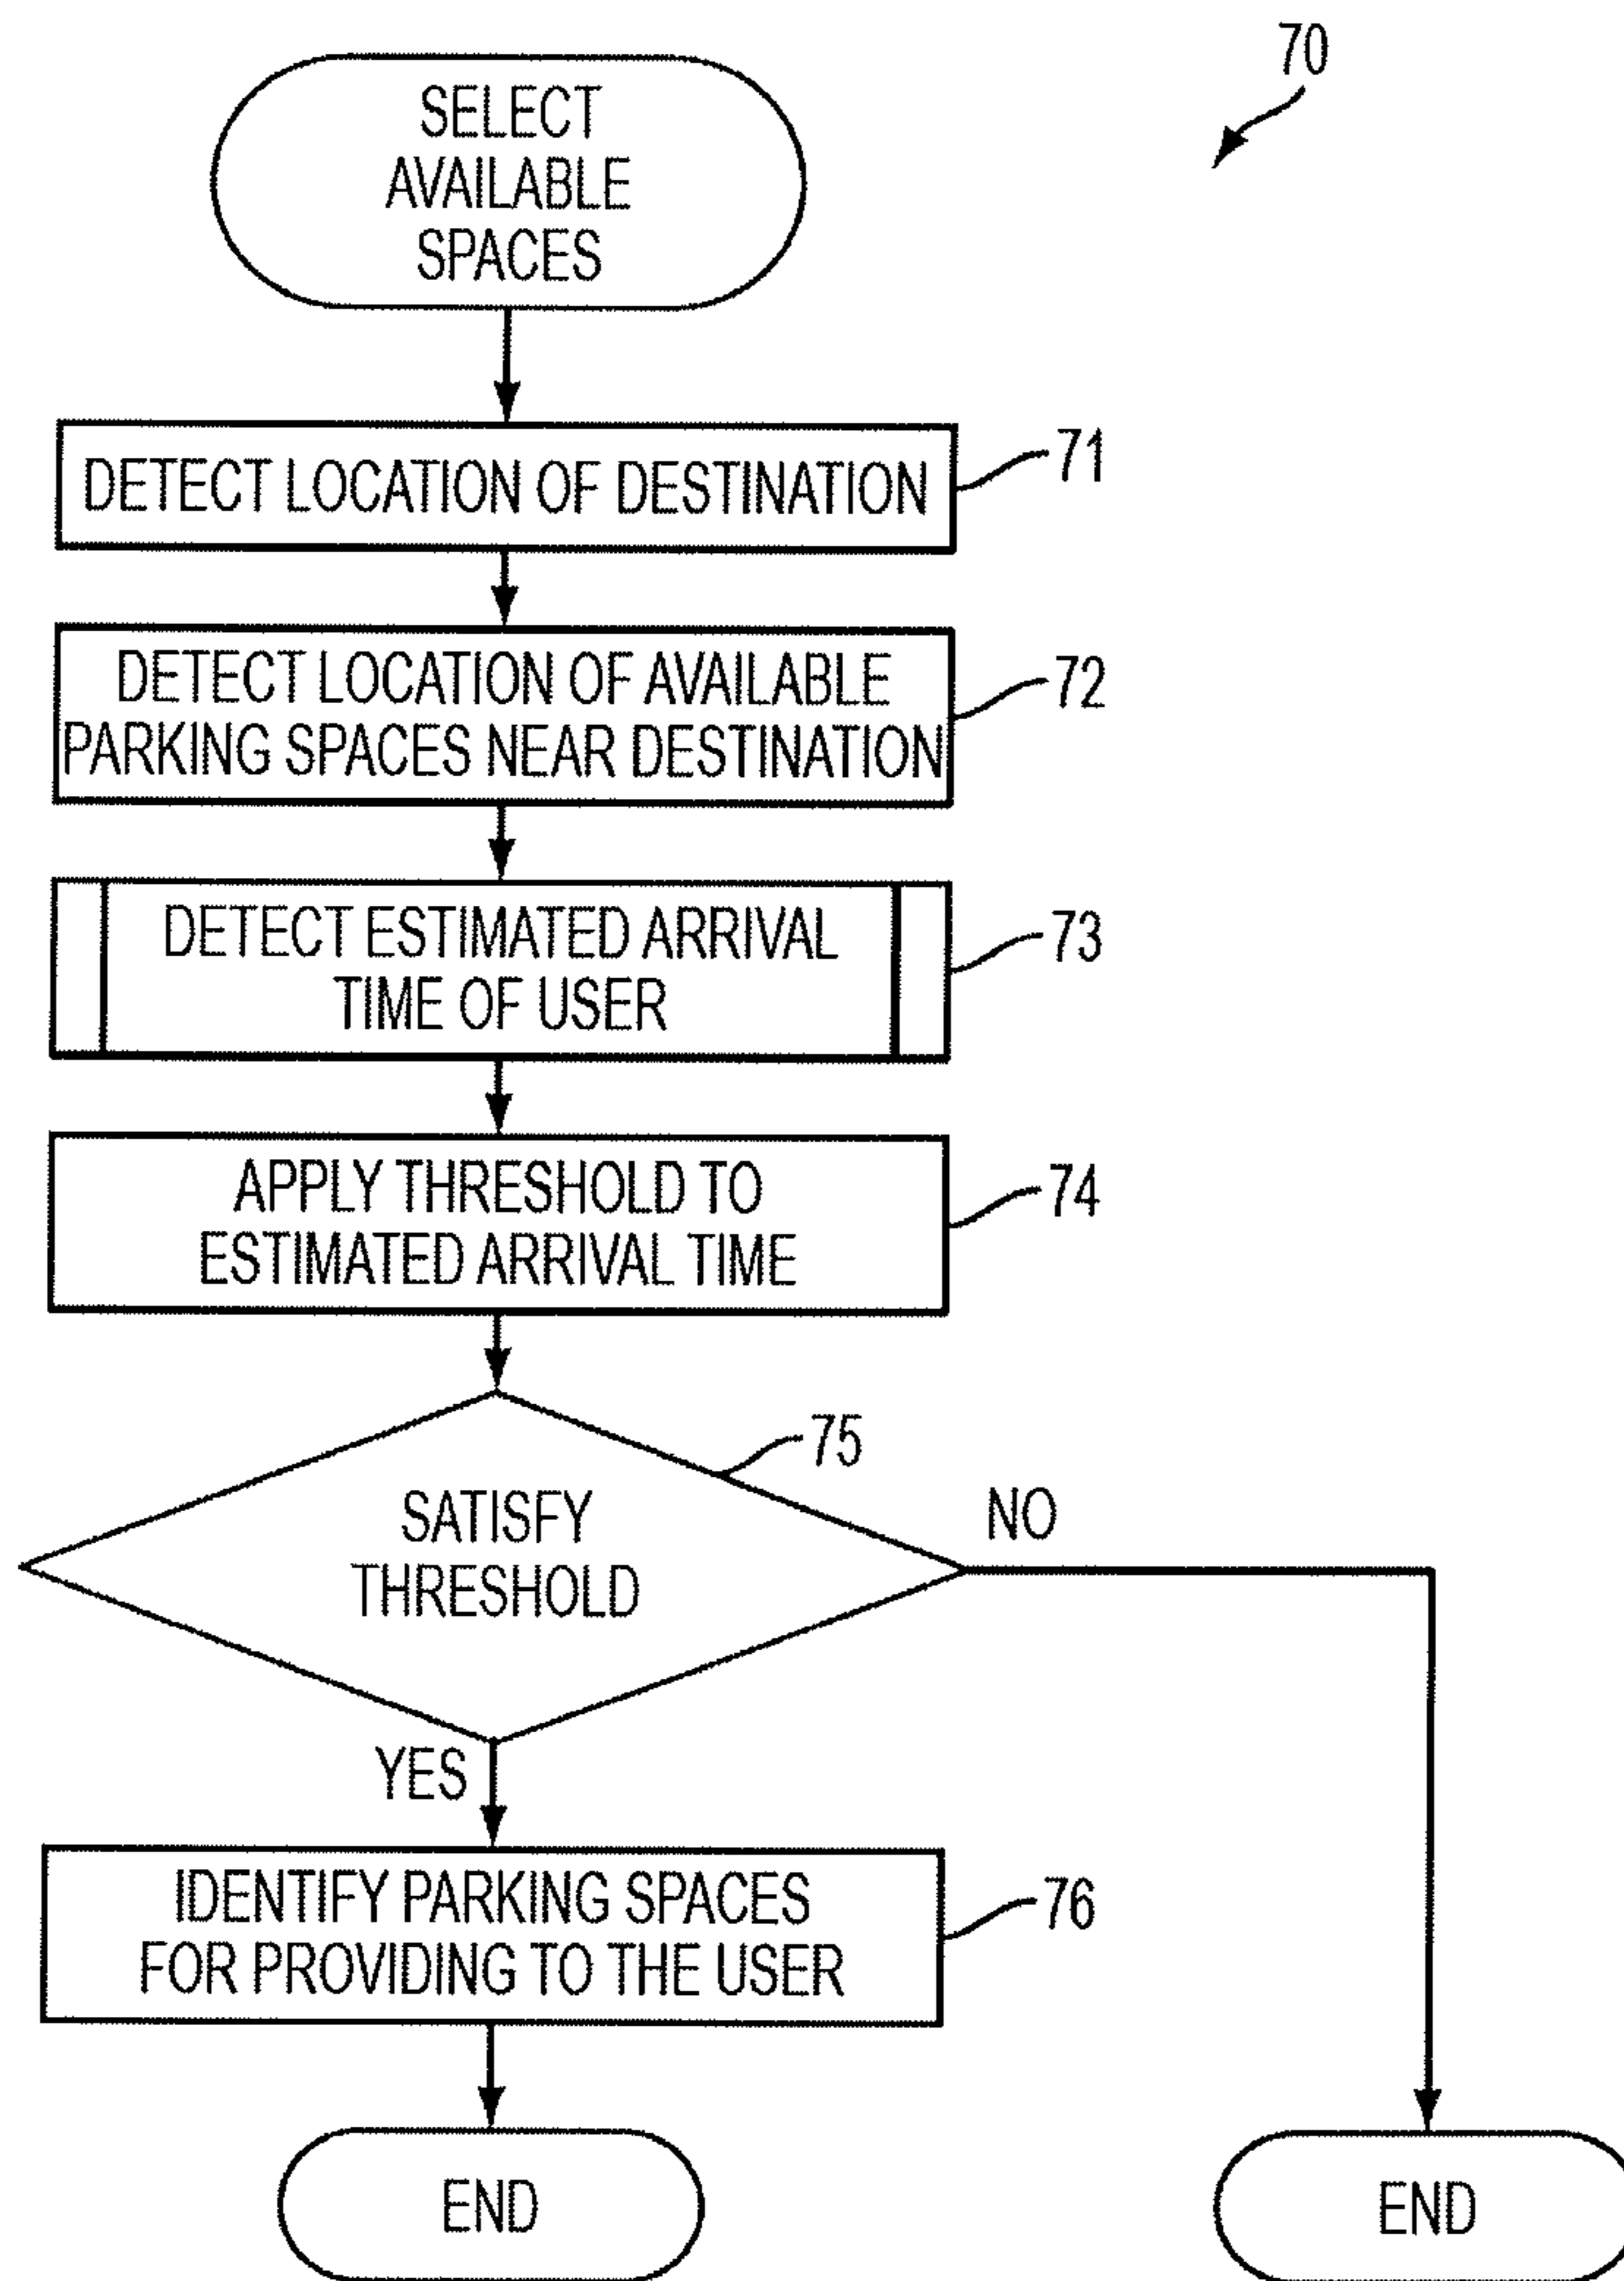 70
SELECT
AVAILABLE
SPACES
DETECT LOCATION OF DESTINATION
71
DETECT LOCATION OF AVAILABLE
PARKING SPACES NEAR DESTINATION
72
DETECT ESTIMATED ARRIVAL
TIME OF USER
73
APPLY THRESHOLD TO
ESTIMATED ARRIVAL TIME
74
75
SATISFY
THRESHOLD
NO
YES
IDENTIFY PARKING SPACES
FOR PROVIDING TO THE USER
76
END
END